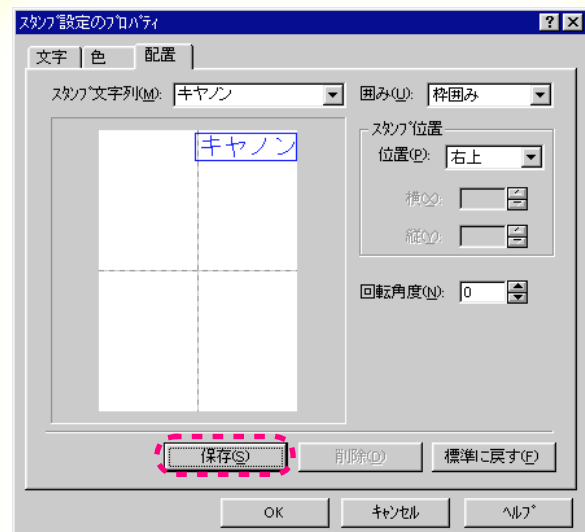 スタンプ設定のプロパティ
文字 色 配置
スタンプ文字列(M): キヤノン 囲み(U): 枠囲み
キヤノン
スタンプ位置
位置(P): 右上
横(X):
縦(Y):
回転角度(N): 0
保存(S) 削除(D) 標準に戻す(F)
OK キャンセル ヘルプ